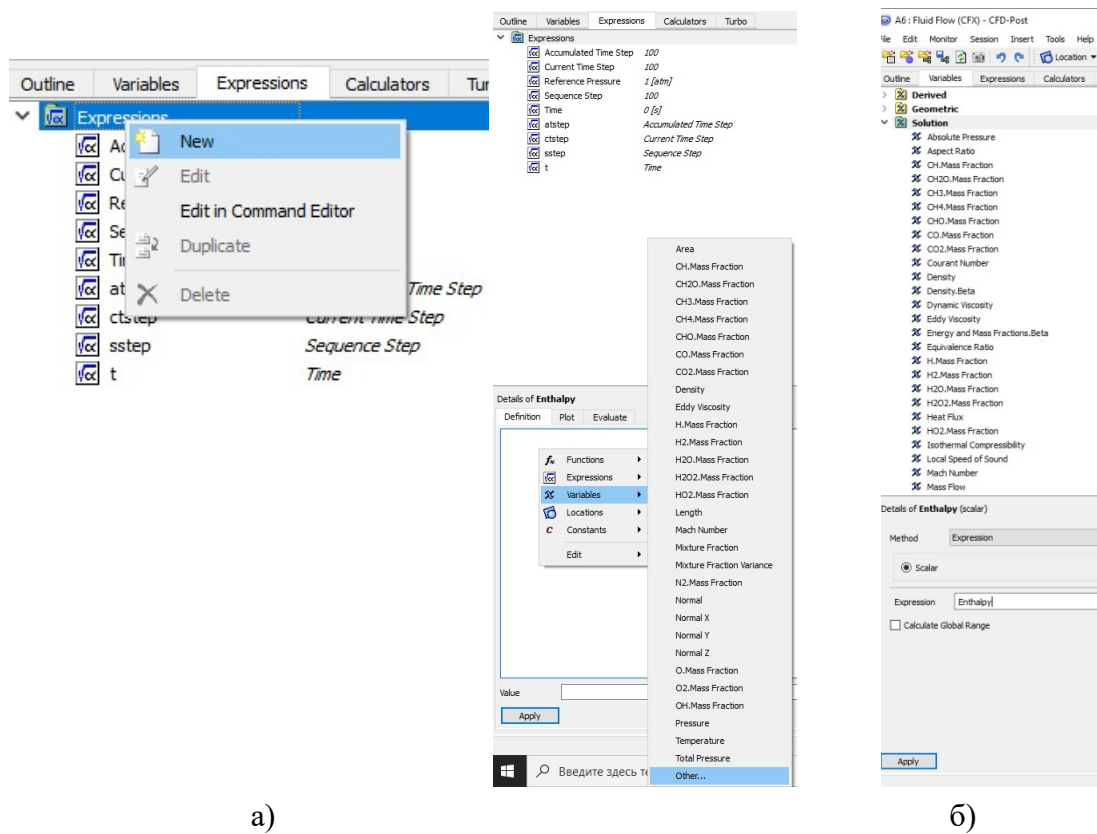 Outline Variables Expressions Calculators Tur
Expressions
New
Edit
Edit in Command Editor
Duplicate
Delete
Time Step
ctstep Current Time Step
sstep Sequence Step
t Time
Outline Variables Expressions Calculators Turbo
Expressions
Accumulated Time Step 100
Current Time Step 100
Reference Pressure 1 [atm]
Sequence Step 100
Time 0 [s]
atstep Accumulated Time Step
ctstep Current Time Step
sstep Sequence Step
t Time
Details of Enthalpy
Definition Plot Evaluate
Functions
Expressions
Variables
Locations
Constants
Edit
Area
CH.Mass Fraction
CH2O.Mass Fraction
CH3.Mass Fraction
CH4.Mass Fraction
CHO.Mass Fraction
CO.Mass Fraction
CO2.Mass Fraction
Density
Eddy Viscosity
H.Mass Fraction
H2.Mass Fraction
H2O.Mass Fraction
H2O2.Mass Fraction
HO2.Mass Fraction
Length
Mach Number
Mixture Fraction
Mixture Fraction Variance
N2.Mass Fraction
Normal
Normal X
Normal Y
Normal Z
O.Mass Fraction
O2.Mass Fraction
OH.Mass Fraction
Pressure
Temperature
Total Pressure
Other...
Value
Apply
Введите здесь те
A6 : Fluid Flow (CFX) - CFD-Post
File Edit Monitor Session Insert Tools Help
Location
Outline Variables Expressions Calculators
Derived
Geometric
Solution
Absolute Pressure
Aspect Ratio
CH.Mass Fraction
CH2O.Mass Fraction
CH3.Mass Fraction
CH4.Mass Fraction
CHO.Mass Fraction
CO.Mass Fraction
CO2.Mass Fraction
Courant Number
Density
Density.Beta
Dynamic Viscosity
Eddy Viscosity
Energy and Mass Fractions.Beta
Equivalence Ratio
H.Mass Fraction
H2.Mass Fraction
H2O.Mass Fraction
H2O2.Mass Fraction
Heat Flux
HO2.Mass Fraction
Isothermal Compressibility
Local Speed of Sound
Mach Number
Mass Flow
Details of Enthalpy (scalar)
Method Expression
Scalar
Expression Enthalpy
Calculate Global Range
Apply
а)
б)